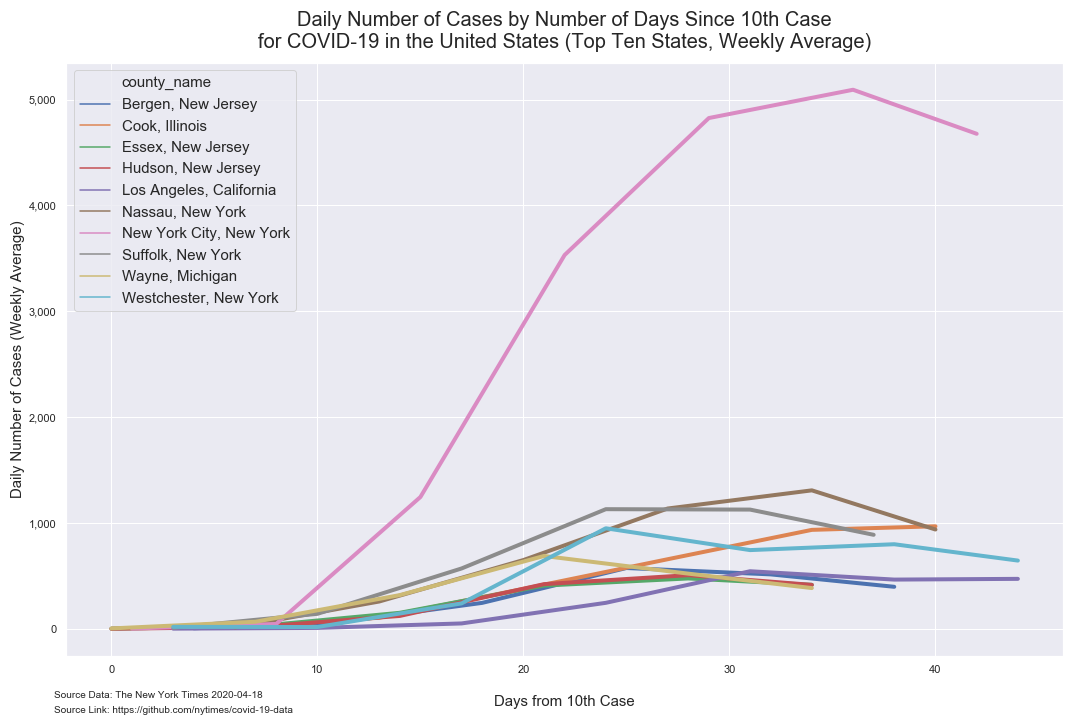 Daily Number of Cases by Number of Days Since 10th Case
for COVID-19 in the United States (Top Ten States, Weekly Average)
county_name
Bergen, New Jersey
Cook, Illinois
Essex, New Jersey
Hudson, New Jersey
Los Angeles, California
Nassau, New York
New York City, New York
Suffolk, New York
Wayne, Michigan
Westchester, New York
Daily Number of Cases (Weekly Average)
5,000
4,000
3,000
2,000
1,000
0
0
10
20
30
40
Days from 10th Case
Source Data: The New York Times 2020-04-18
Source Link: https://github.com/nytimes/covid-19-data